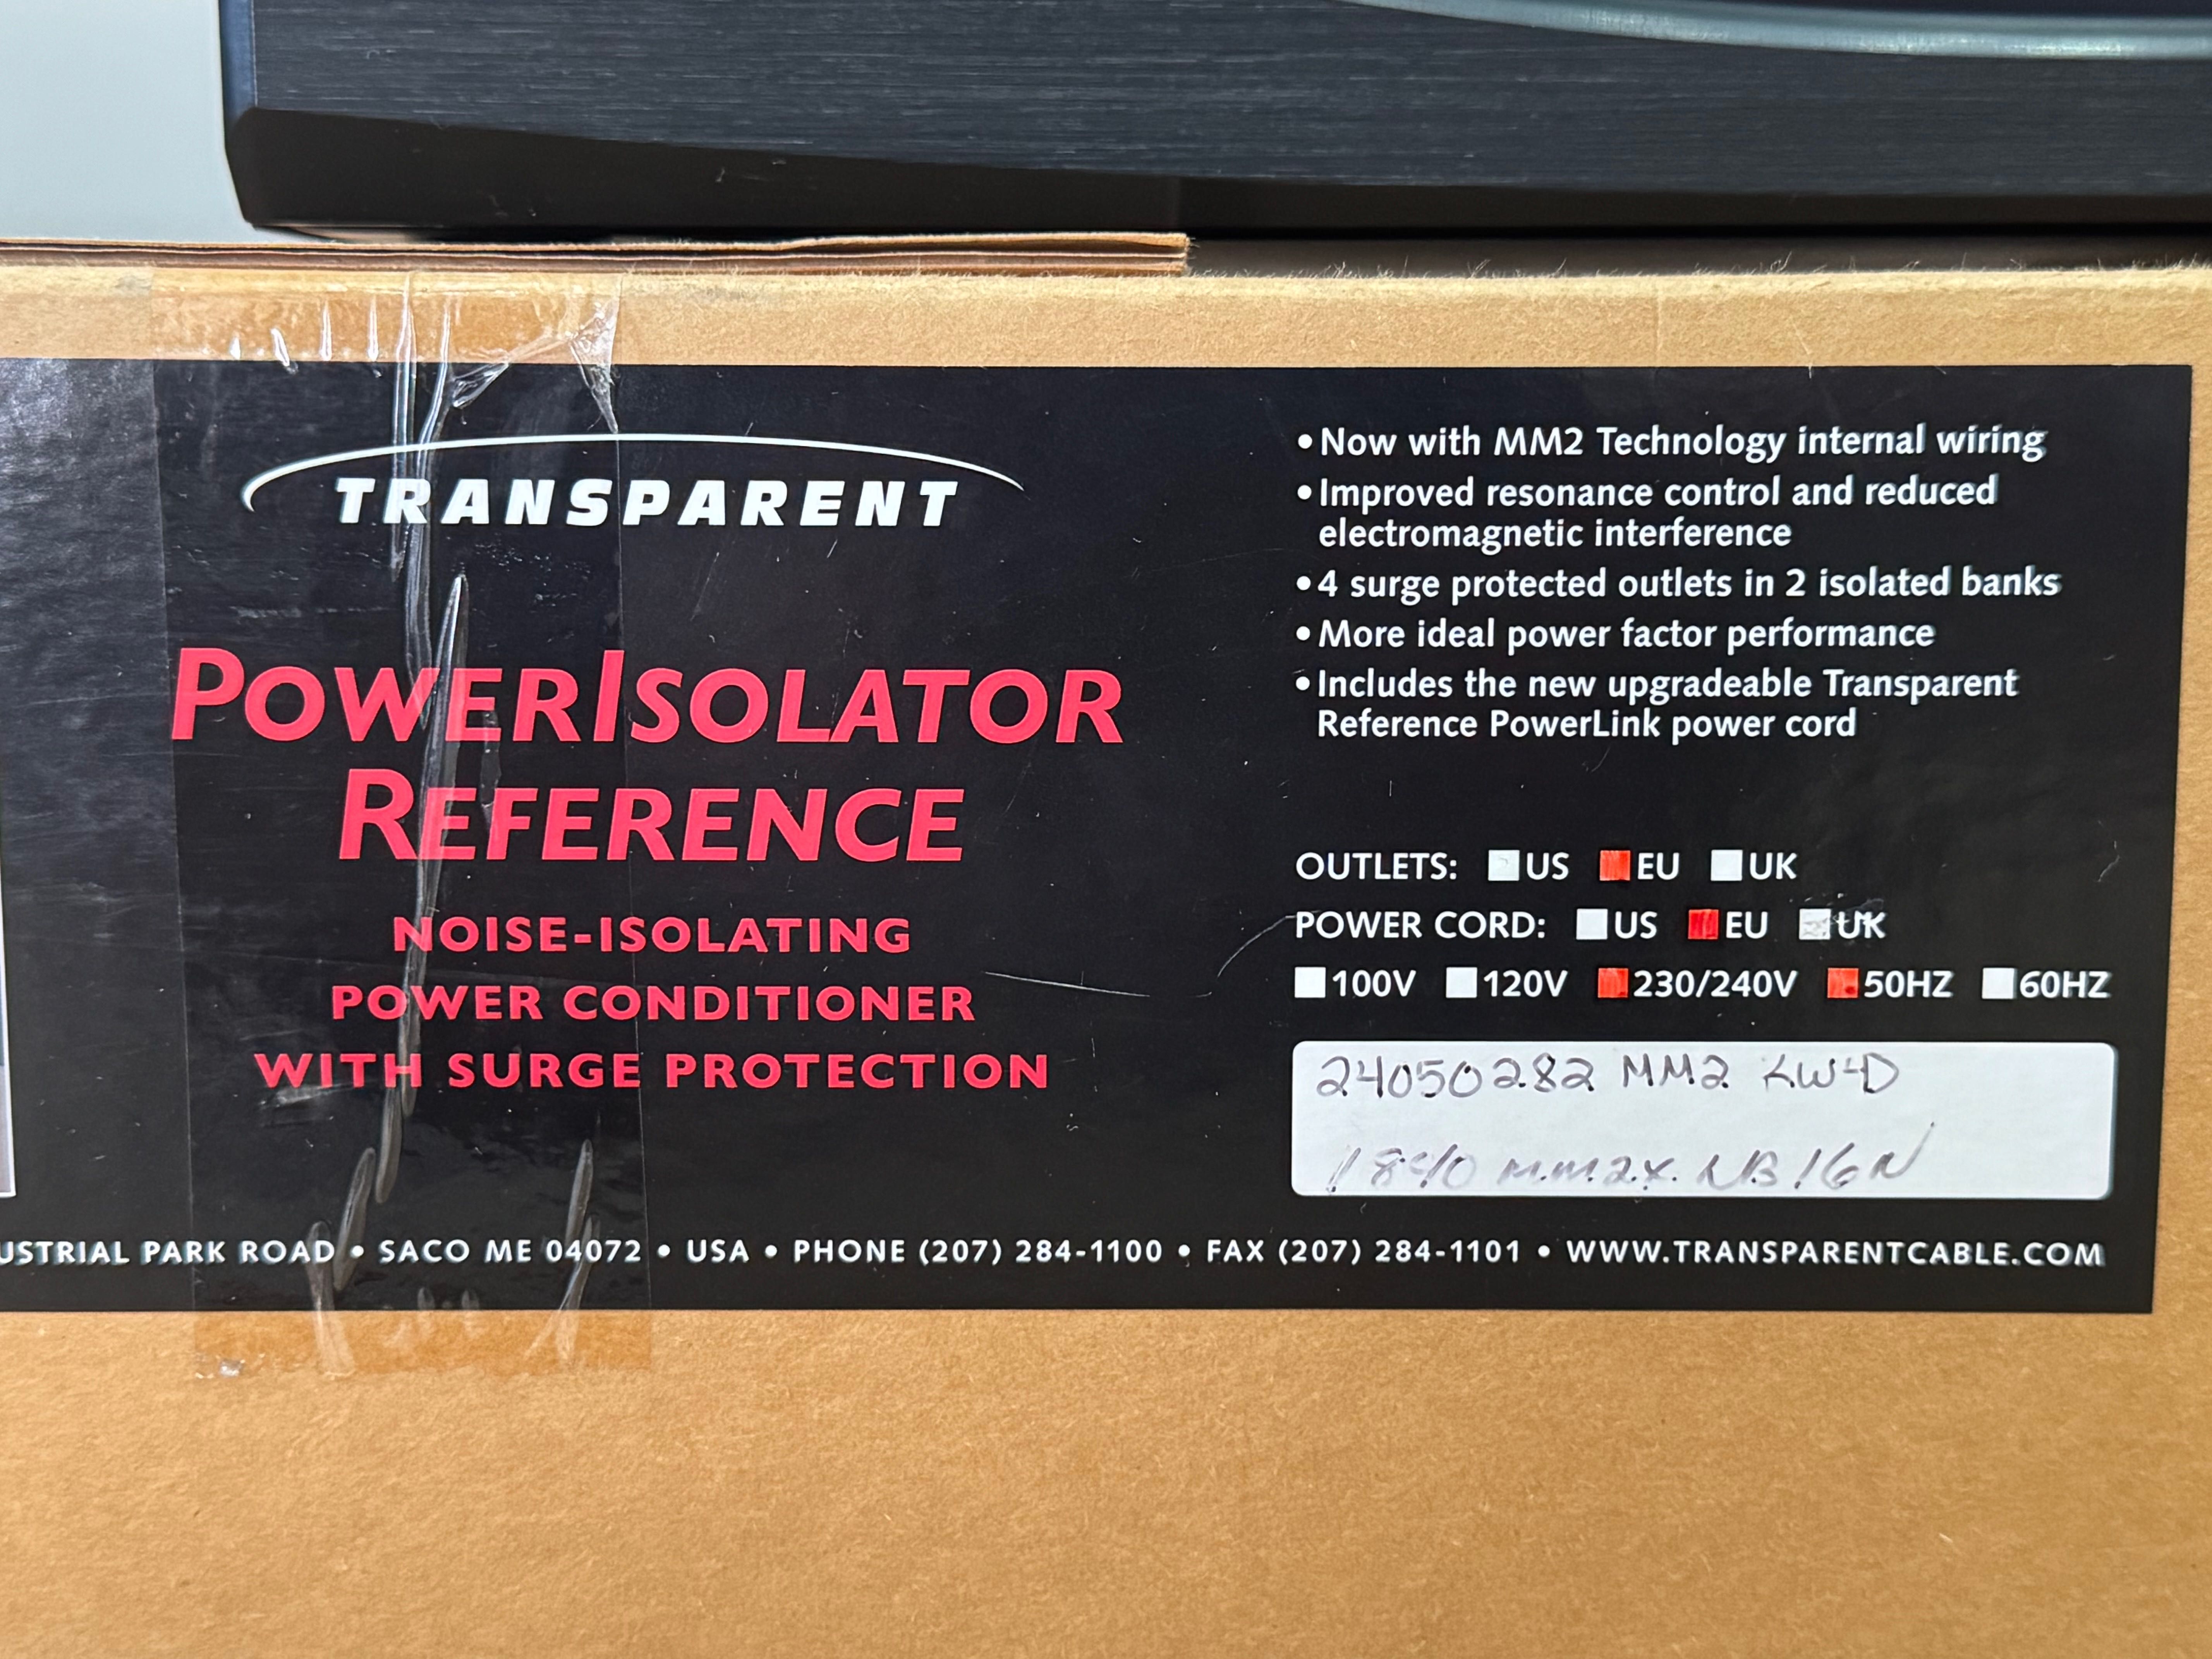 TRANSPARENT
POWERISOLATOR
REFERENCE
NOISE-ISOLATING
POWER CONDITIONER
WITH SURGE PROTECTION
• Now with MM2 Technology internal wiring
• Improved resonance control and reduced
electromagnetic interference
• 4 surge protected outlets in 2 isolated banks
• More ideal power factor performance
• Includes the new upgradeable Transparent
Reference PowerLink power cord
OUTLETS: US EU UK
POWER CORD: US EU UK
100V 120V 230/240V 50HZ 60HZ
24050282 MM2
USTRIAL PARK ROAD • SACO ME 04072 • USA • PHONE (207) 284-1100 • FAX (207) 284-1101 • WWW.TRANSPARENTCABLE.COM